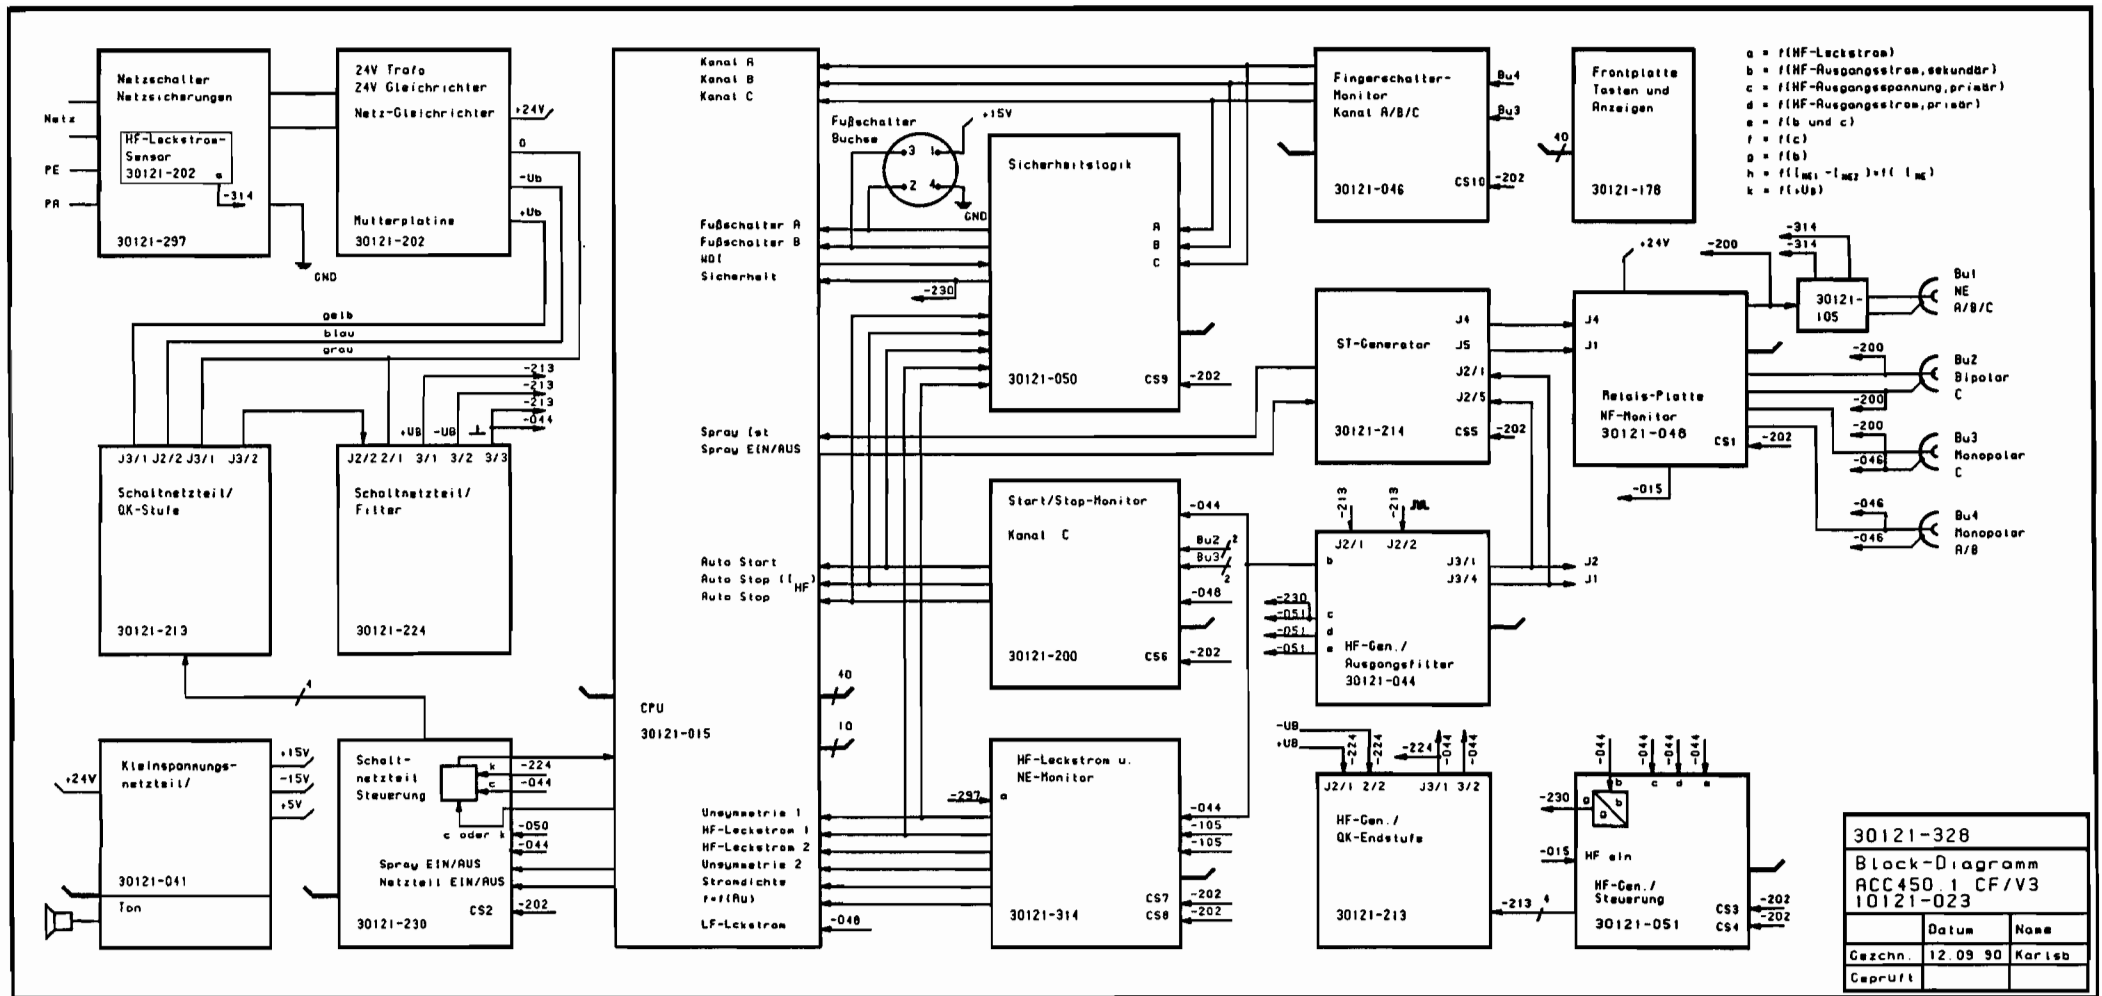 Netzschalter
Netzsicherungen
Netz
HF-Leckstrom-
Sensor
30121-202 a
-314
PE
PA
30121-297
GND
24V Trafo
24V Gleichrichter
Netz-Gleichrichter
+24V
0
-Ub
+Ub
Mutterplatine
30121-202
gelb
blau
grau
-213
-213
-213
-044
+UB -UB ⊥
J3/1 J2/2 J3/1 J3/2
Schaltnetzteil/
QK-Stufe
30121-213
J2/2 2/1 3/1 3/2 3/3
Schaltnetzteil/
Filter
30121-224
4
+24V
Kleinspannungs-
netzteil/
+15V
-15V
+5V
30121-041
Ton
Schalt-
netzteil
Steuerung
k
c
-224
-044
c oder k
-050
-044
Spray EIN/AUS
Netzteil EIN/AUS
CS2
-202
30121-230
Kanal A
Kanal B
Kanal C
Fußschalter A
Fußschalter B
WDI
Sicherheit
-230
Spray Ist
Spray EIN/AUS
Auto Start
Auto Stop (I HF)
Auto Stop
40
CPU
10
30121-015
Unsymmetrie 1
HF-Leckstrom 1
HF-Leckstrom 2
Unsymmetrie 2
Stromdichte
f=f(Au)
LF-Lckstrom
-048
Fußschalter
Buchse
3 1
2 4
+15V
GND
Sicherheitslogik
A
B
C
30121-050
CS9
-202
Start/Stop-Monitor
Kanal C
-044
Bu2 2
Bu3 2
-048
30121-200
CS6
-202
HF-Leckstrom u.
NE-Monitor
-297
a
-044
-105
-105
30121-314
CS7
CS8
-202
-202
Fingerschalter-
Monitor
Kanal A/B/C
Bu4
Bu3
CS10
-202
30121-046
Frontplatte
Tasten und
Anzeigen
40
30121-178
a = f(HF-Leckstrom)
b = f(HF-Ausgangsstrom,sekundär)
c = f(HF-Ausgangsspannung,primär)
d = f(HF-Ausgangsstrom,primär)
e = f(b und c)
f = f(c)
g = f(b)
h = f(I NE1 -I NE2 )=f( I NE)
k = f(+Ub)
ST-Generator
J4
J5
J2/1
J2/5
30121-214
CS5
-202
+24V
J4
J1
Relais-Platte
NF-Monitor
30121-048
CS1
-202
-015
-200
-314
-314
30121-
105
Bu1
NE
A/B/C
-200
-200
Bu2
Bipolar
C
-200
-046
Bu3
Monopolar
C
-046
-046
Bu4
Monopolar
A/B
-213
-213
J2/1 J2/2
b
J3/1
J3/4
J2
J1
-230
-051
-051
-051
c
d
e
HF-Gen./
Ausgangsfilter
30121-044
-UB
+UB
-224
-224
-224
-044
-044
J2/1 2/2 J3/1 3/2
HF-Gen./
QK-Endstufe
30121-213
-213 4
-044
-044
-044
-044
b c d e
-230
g b
-015
HF ein
HF-Gen./
Steuerung
30121-051
CS3
CS4
-202
-202
30121-328
Block-Diagramm
ACC450.1 CF/V3
10121-023
Datum Name
Gezchn. 12.09 90 Karlsb
Geprüft